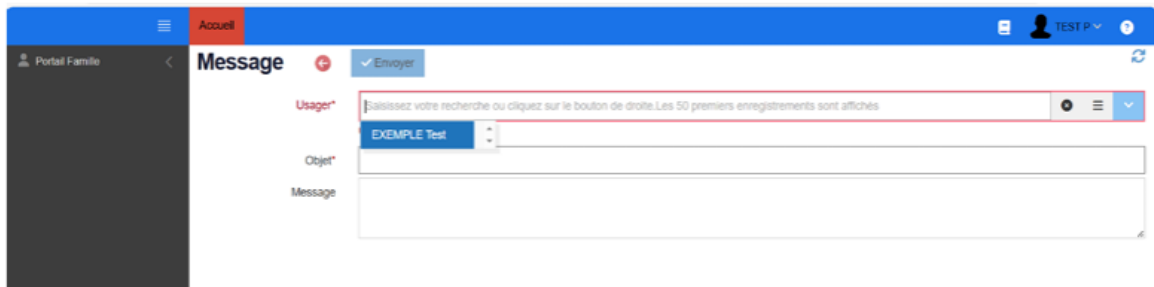 Accueil
TEST P
Portail Famille
Message
Envoyer
Usager*
Saisissez votre recherche ou cliquez sur le bouton de droite.Les 50 premiers enregistrements sont affichés
EXEMPLE Test
Objet*
Message